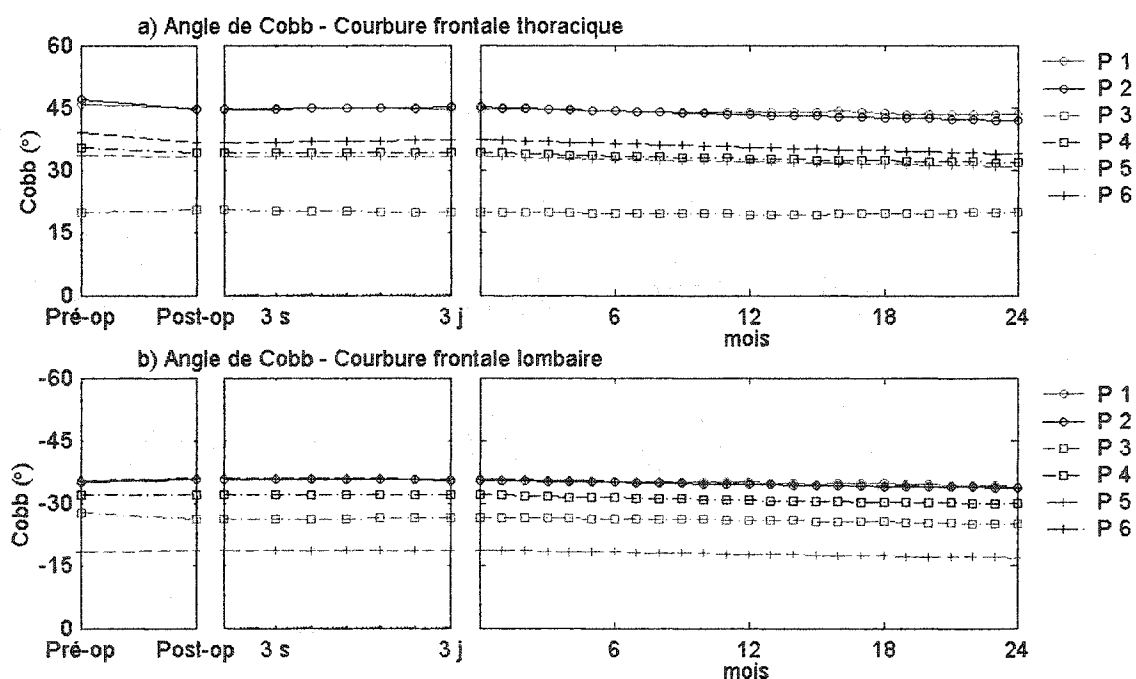 a) Angle de Cobb - Courbure frontale thoracique
60
45
30
15
0
Cobb (°)
Pré-op
Post-op
3 s
3 j
6
12
18
24
mois
P 1
P 2
P 3
P 4
P 5
P 6
b) Angle de Cobb - Courbure frontale lombaire
-60
-45
-30
-15
0
Cobb (°)
Pré-op
Post-op
3 s
3 j
6
12
18
24
mois
P 1
P 2
P 3
P 4
P 5
P 6